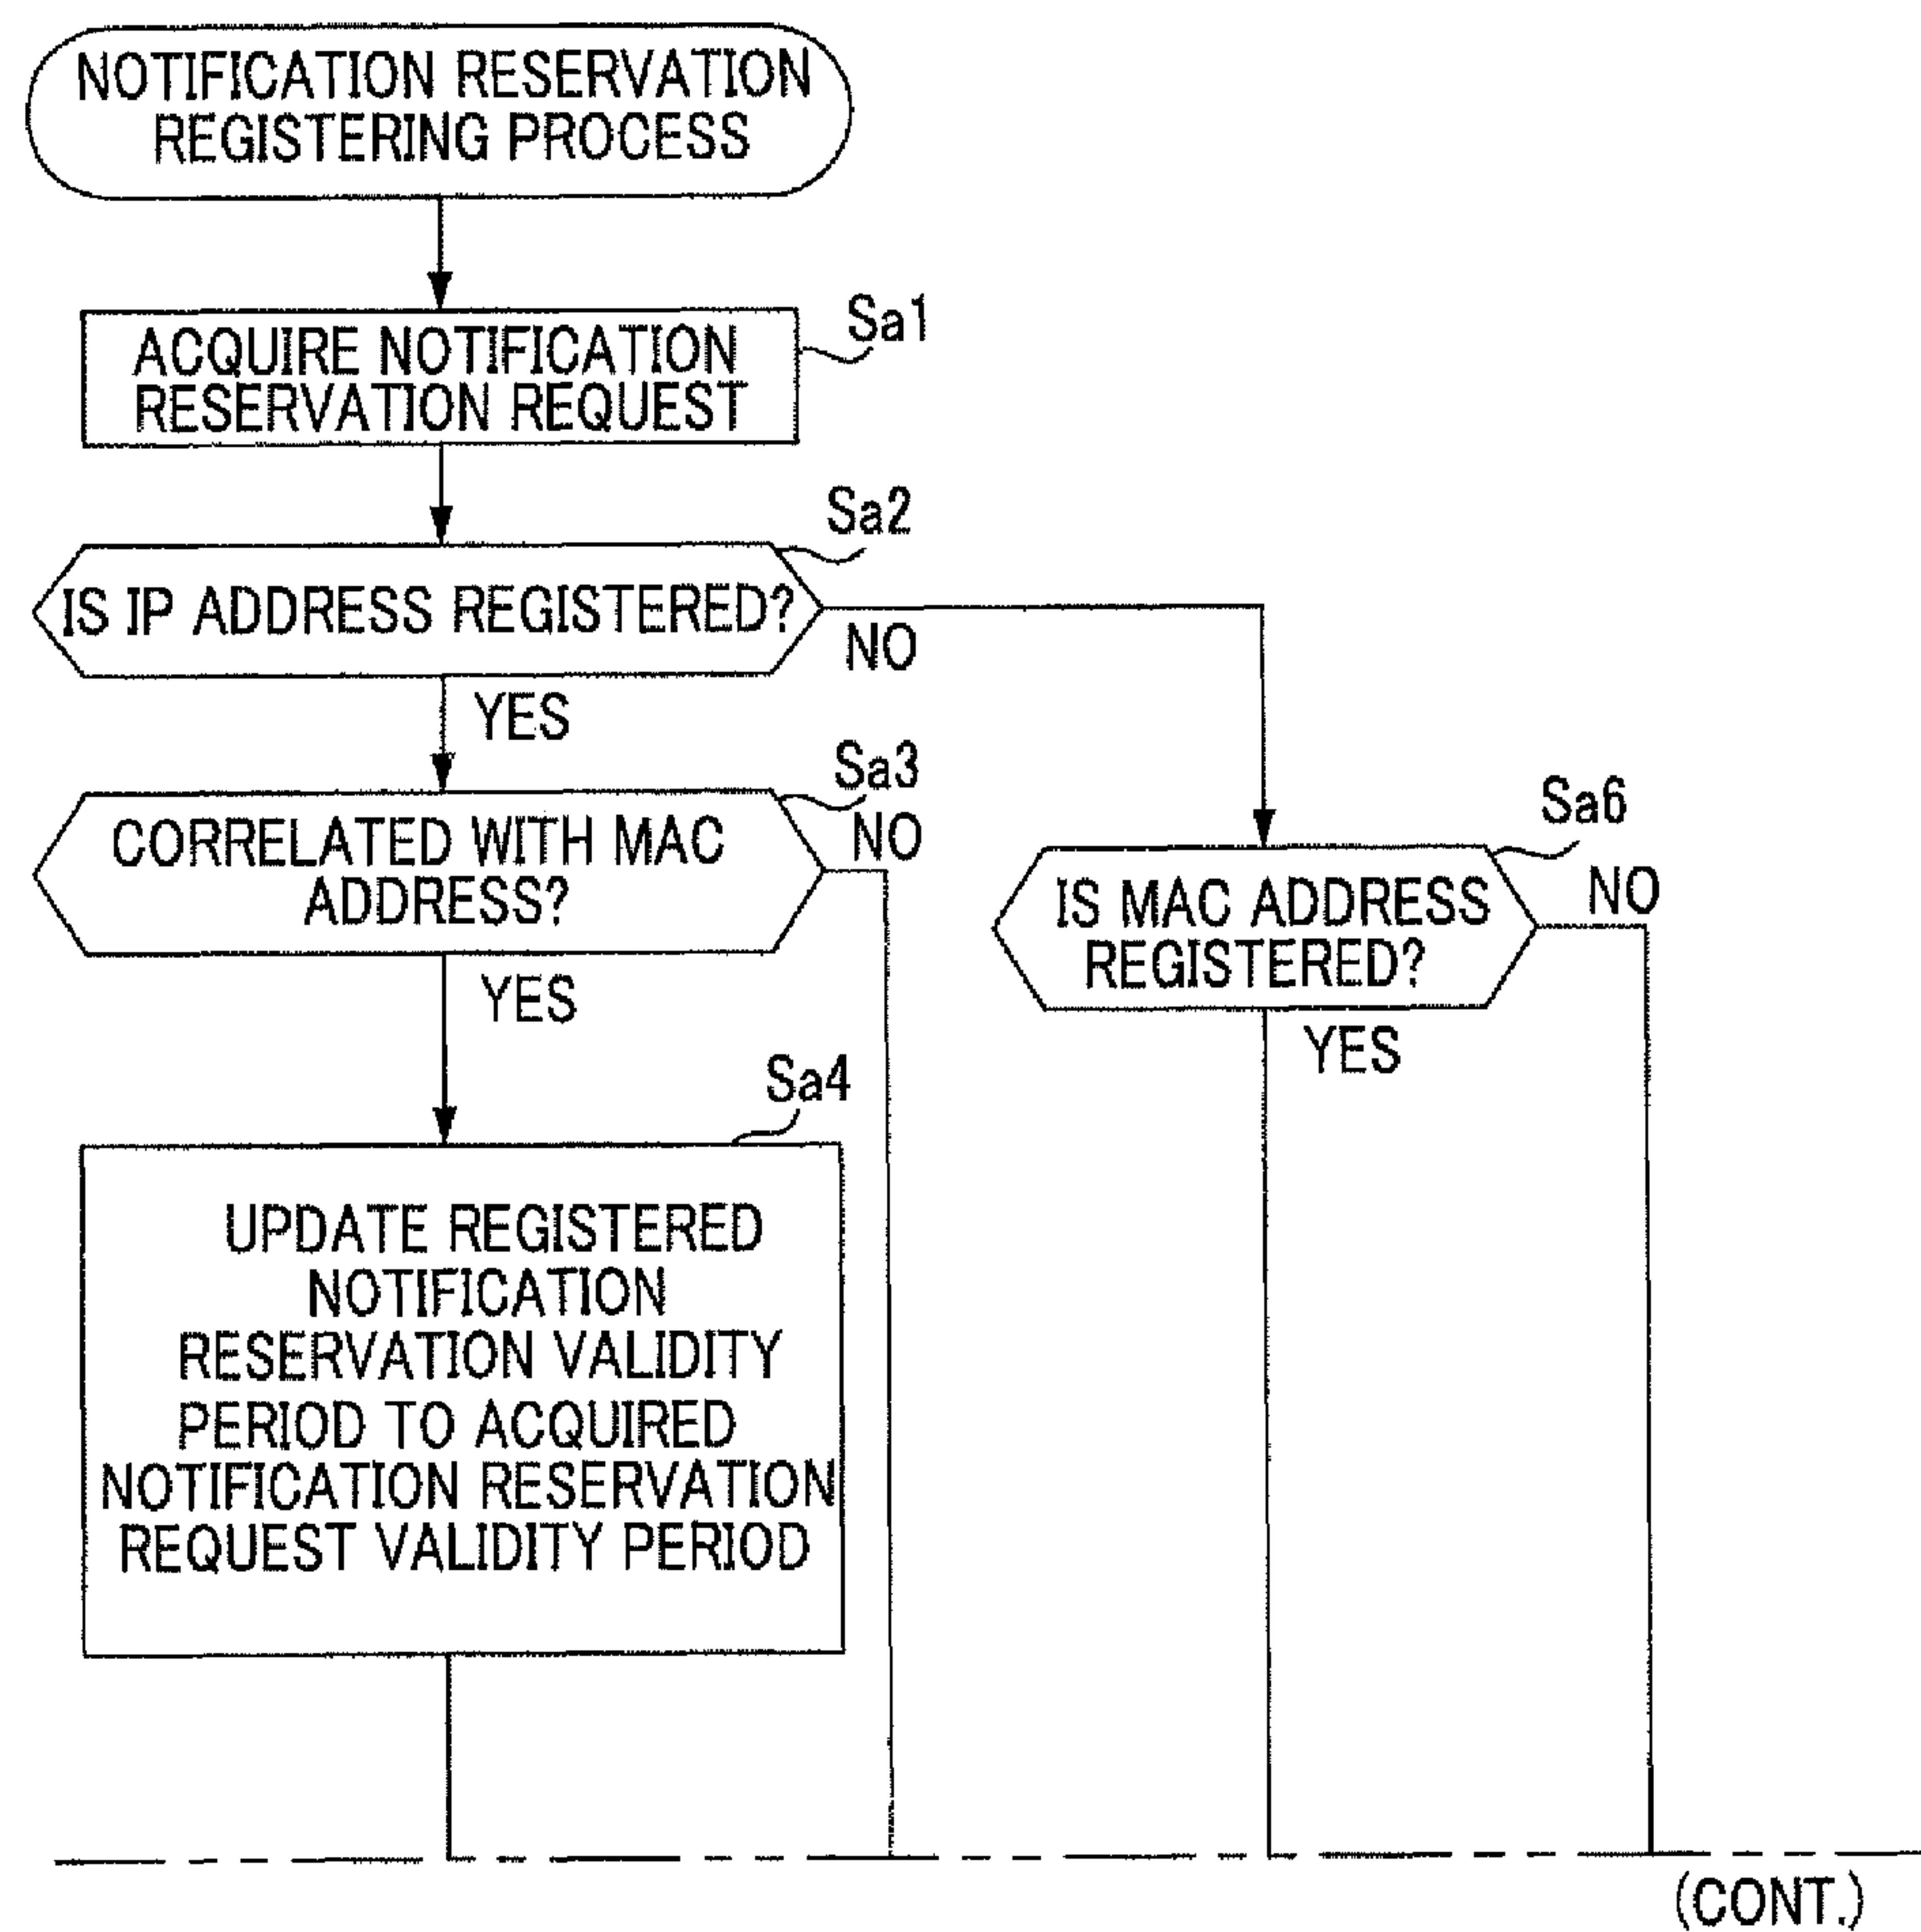 NOTIFICATION RESERVATION
REGISTERING PROCESS
Sa1
ACQUIRE NOTIFICATION
RESERVATION REQUEST
Sa2
IS IP ADDRESS REGISTERED?
NO
YES
Sa3
NO
CORRELATED WITH MAC
ADDRESS?
YES
Sa6
NO
IS MAC ADDRESS
REGISTERED?
YES
Sa4
UPDATE REGISTERED
NOTIFICATION
RESERVATION VALIDITY
PERIOD TO ACQUIRED
NOTIFICATION RESERVATION
REQUEST VALIDITY PERIOD
(CONT.)